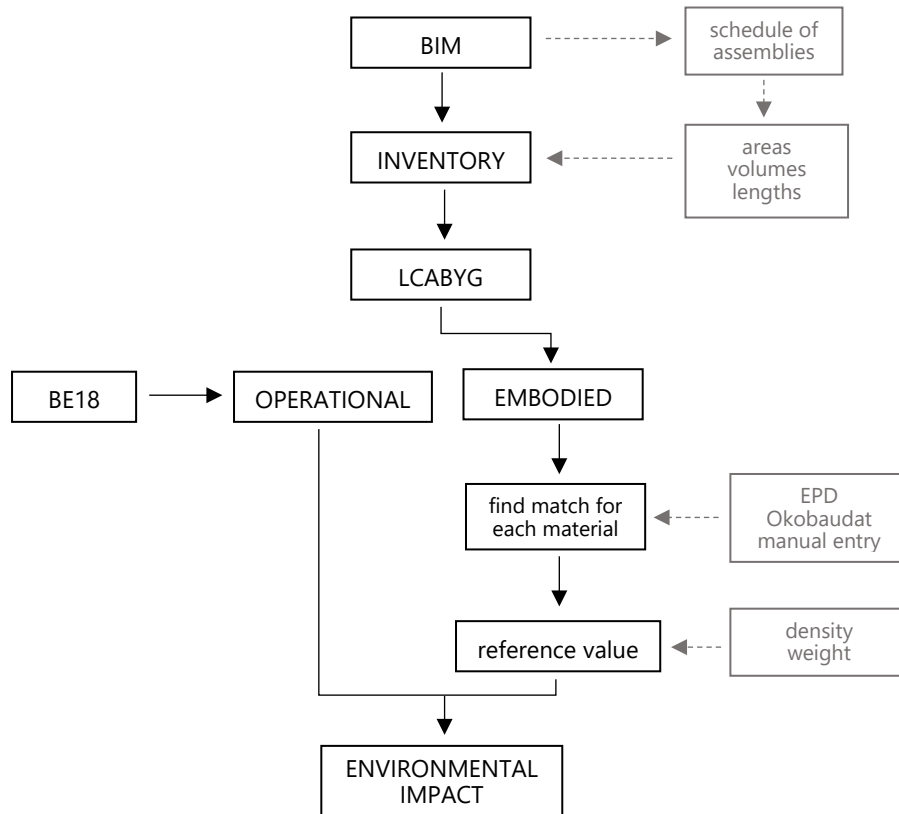 BIM
schedule of
assemblies
INVENTORY
areas
volumes
lengths
LCABYG
BE18
OPERATIONAL
EMBODIED
find match for
each material
EPD
Okobaudat
manual entry
reference value
density
weight
ENVIRONMENTAL
IMPACT